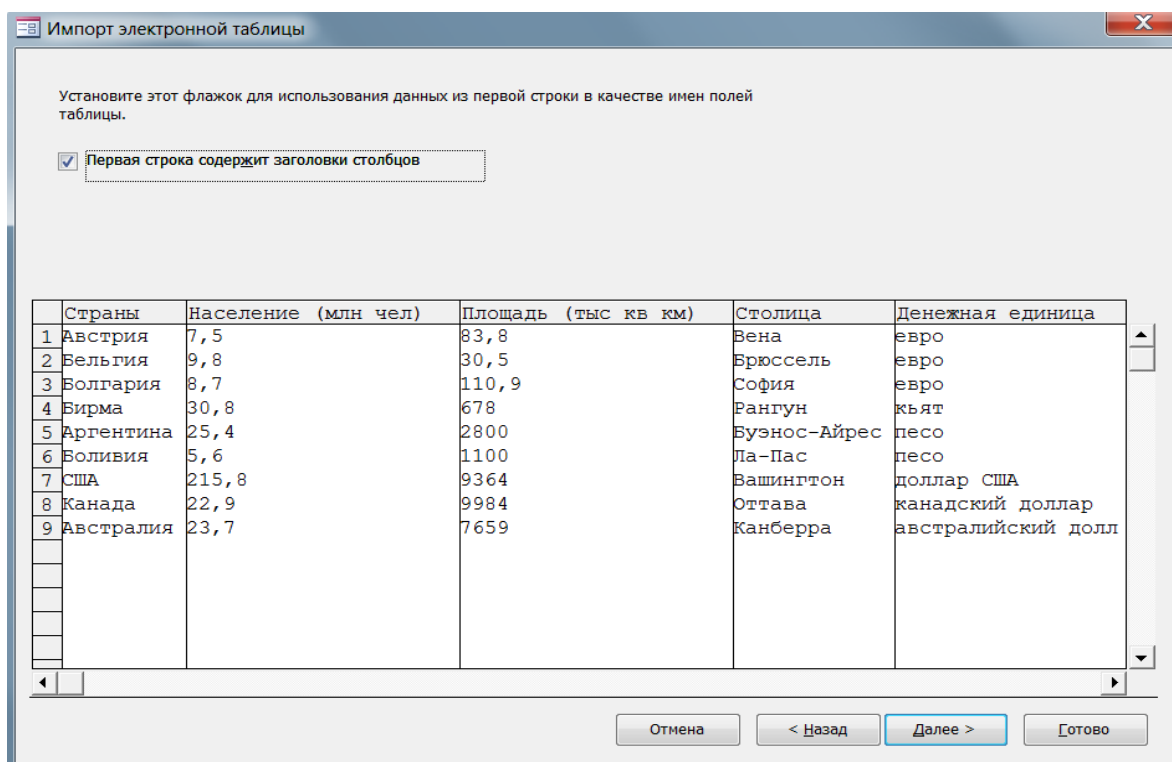 Импорт электронной таблицы
Установите этот флажок для использования данных из первой строки в качестве имен полей
таблицы.
Первая строка содержит заголовки столбцов
Страны Население (млн чел) Площадь (тыс кв км) Столица Денежная единица
1 Австрия 7,5 83,8 Вена евро
2 Бельгия 9,8 30,5 Брюссель евро
3 Болгария 8,7 110,9 София евро
4 Бирма 30,8 678 Рангун кьят
5 Аргентина 25,4 2800 Буэнос-Айрес песо
6 Боливия 5,6 1100 Ла-Пас песо
7 США 215,8 9364 Вашингтон доллар США
8 Канада 22,9 9984 Оттава канадский доллар
9 Австралия 23,7 7659 Канберра австралийский долл
Отмена < Назад Далее > Готово